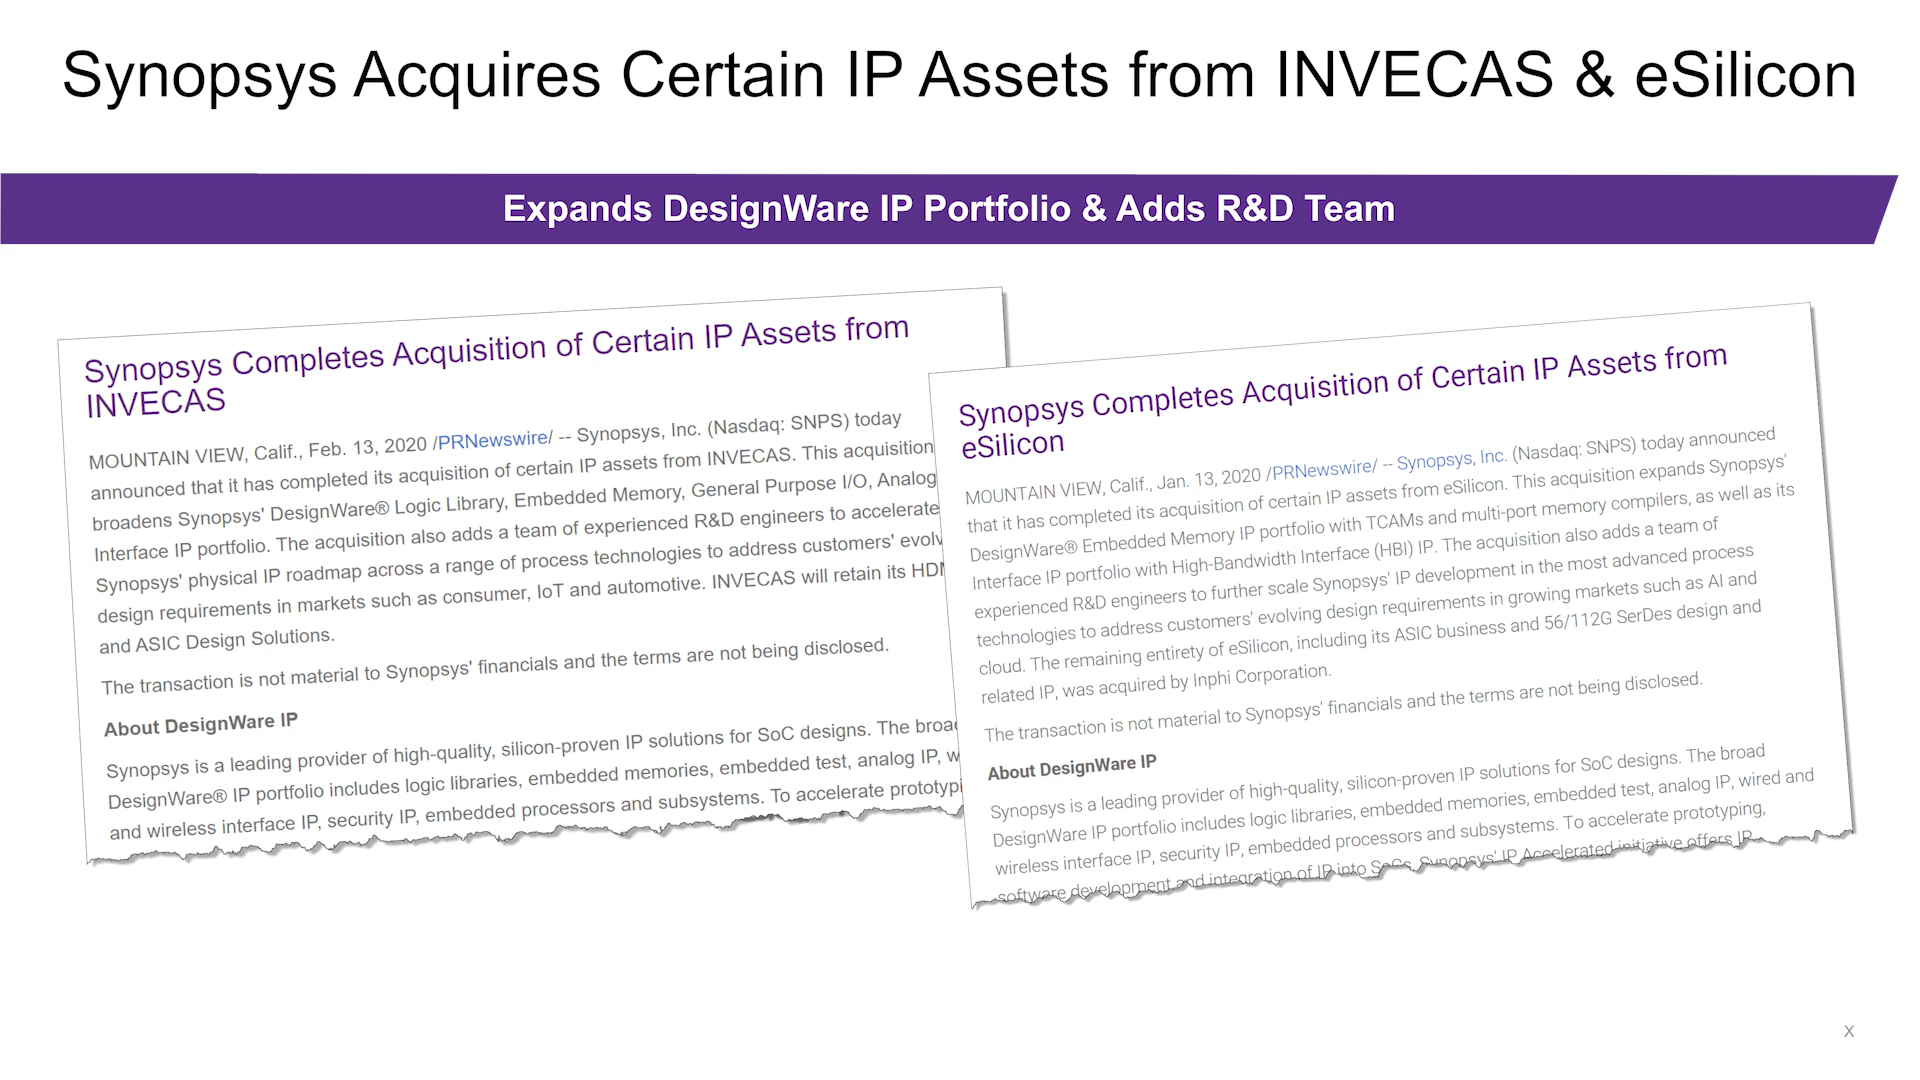 Synopsys Acquires Certain IP Assets from INVECAS & eSilicon
Expands DesignWare IP Portfolio & Adds R&D Team
Synopsys Completes Acquisition of Certain IP Assets from
INVECAS
MOUNTAIN VIEW, Calif., Feb. 13, 2020 /PRNewswire/ -- Synopsys, Inc. (Nasdaq: SNPS) today
announced that it has completed its acquisition of certain IP assets from INVECAS. This acquisition
broadens Synopsys' DesignWare® Logic Library, Embedded Memory, General Purpose I/O, Analog
Interface IP portfolio. The acquisition also adds a team of experienced R&D engineers to accelerate
Synopsys' physical IP roadmap across a range of process technologies to address customers' evolv
design requirements in markets such as consumer, IoT and automotive. INVECAS will retain its HDM
and ASIC Design Solutions.
The transaction is not material to Synopsys' financials and the terms are not being disclosed.
About DesignWare IP
Synopsys is a leading provider of high-quality, silicon-proven IP solutions for SoC designs. The broad
DesignWare® IP portfolio includes logic libraries, embedded memories, embedded test, analog IP, w
and wireless interface IP, security IP, embedded processors and subsystems. To accelerate prototypi
Synopsys Completes Acquisition of Certain IP Assets from
eSilicon
MOUNTAIN VIEW, Calif., Jan. 13, 2020 /PRNewswire/ -- Synopsys, Inc. (Nasdaq: SNPS) today announced
that it has completed its acquisition of certain IP assets from eSilicon. This acquisition expands Synopsys'
DesignWare® Embedded Memory IP portfolio with TCAMs and multi-port memory compilers, as well as its
Interface IP portfolio with High-Bandwidth Interface (HBI) IP. The acquisition also adds a team of
experienced R&D engineers to further scale Synopsys' IP development in the most advanced process
technologies to address customers' evolving design requirements in growing markets such as AI and
cloud. The remaining entirety of eSilicon, including its ASIC business and 56/112G SerDes design and
related IP, was acquired by Inphi Corporation.
The transaction is not material to Synopsys' financials and the terms are not being disclosed.
About DesignWare IP
Synopsys is a leading provider of high-quality, silicon-proven IP solutions for SoC designs. The broad
DesignWare IP portfolio includes logic libraries, embedded memories, embedded test, analog IP, wired and
wireless interface IP, security IP, embedded processors and subsystems. To accelerate prototyping,
software development and integration of IP into SoCs, Synopsys' IP Accelerated initiative offers IP
X